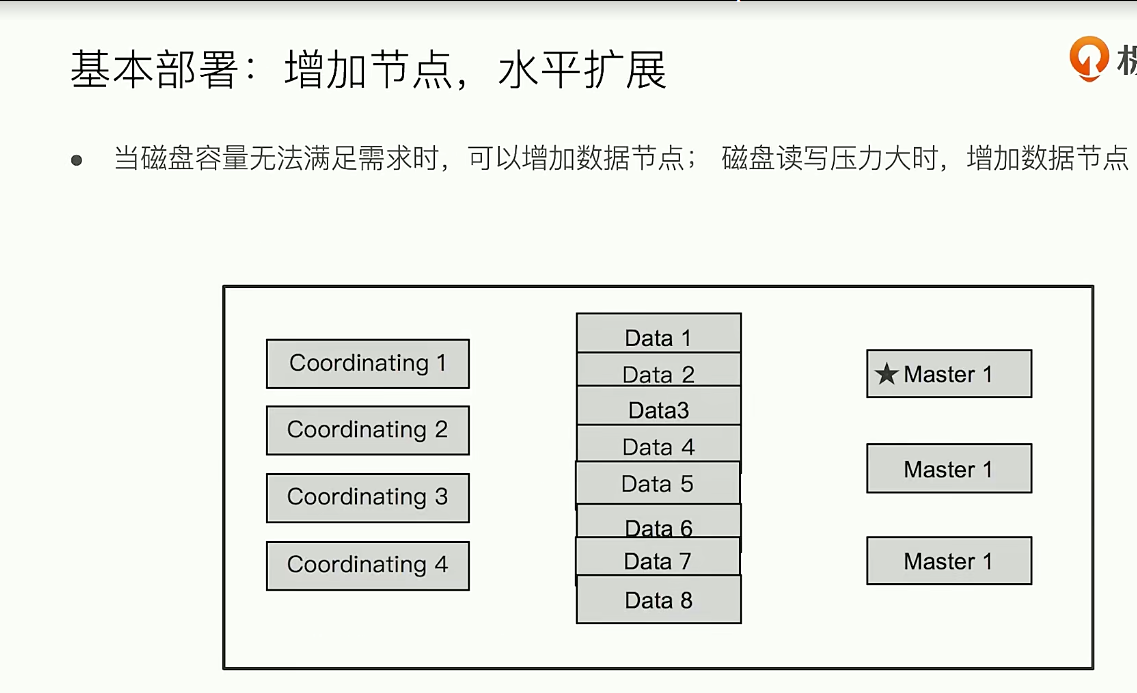 基本部署：增加节点，水平扩展
当磁盘容量无法满足需求时，可以增加数据节点； 磁盘读写压力大时，增加数据节点
Coordinating 1
Coordinating 2
Coordinating 3
Coordinating 4
Data 1
Data 2
Data3
Data 4
Data 5
Data 6
Data 7
Data 8
★ Master 1
Master 1
Master 1